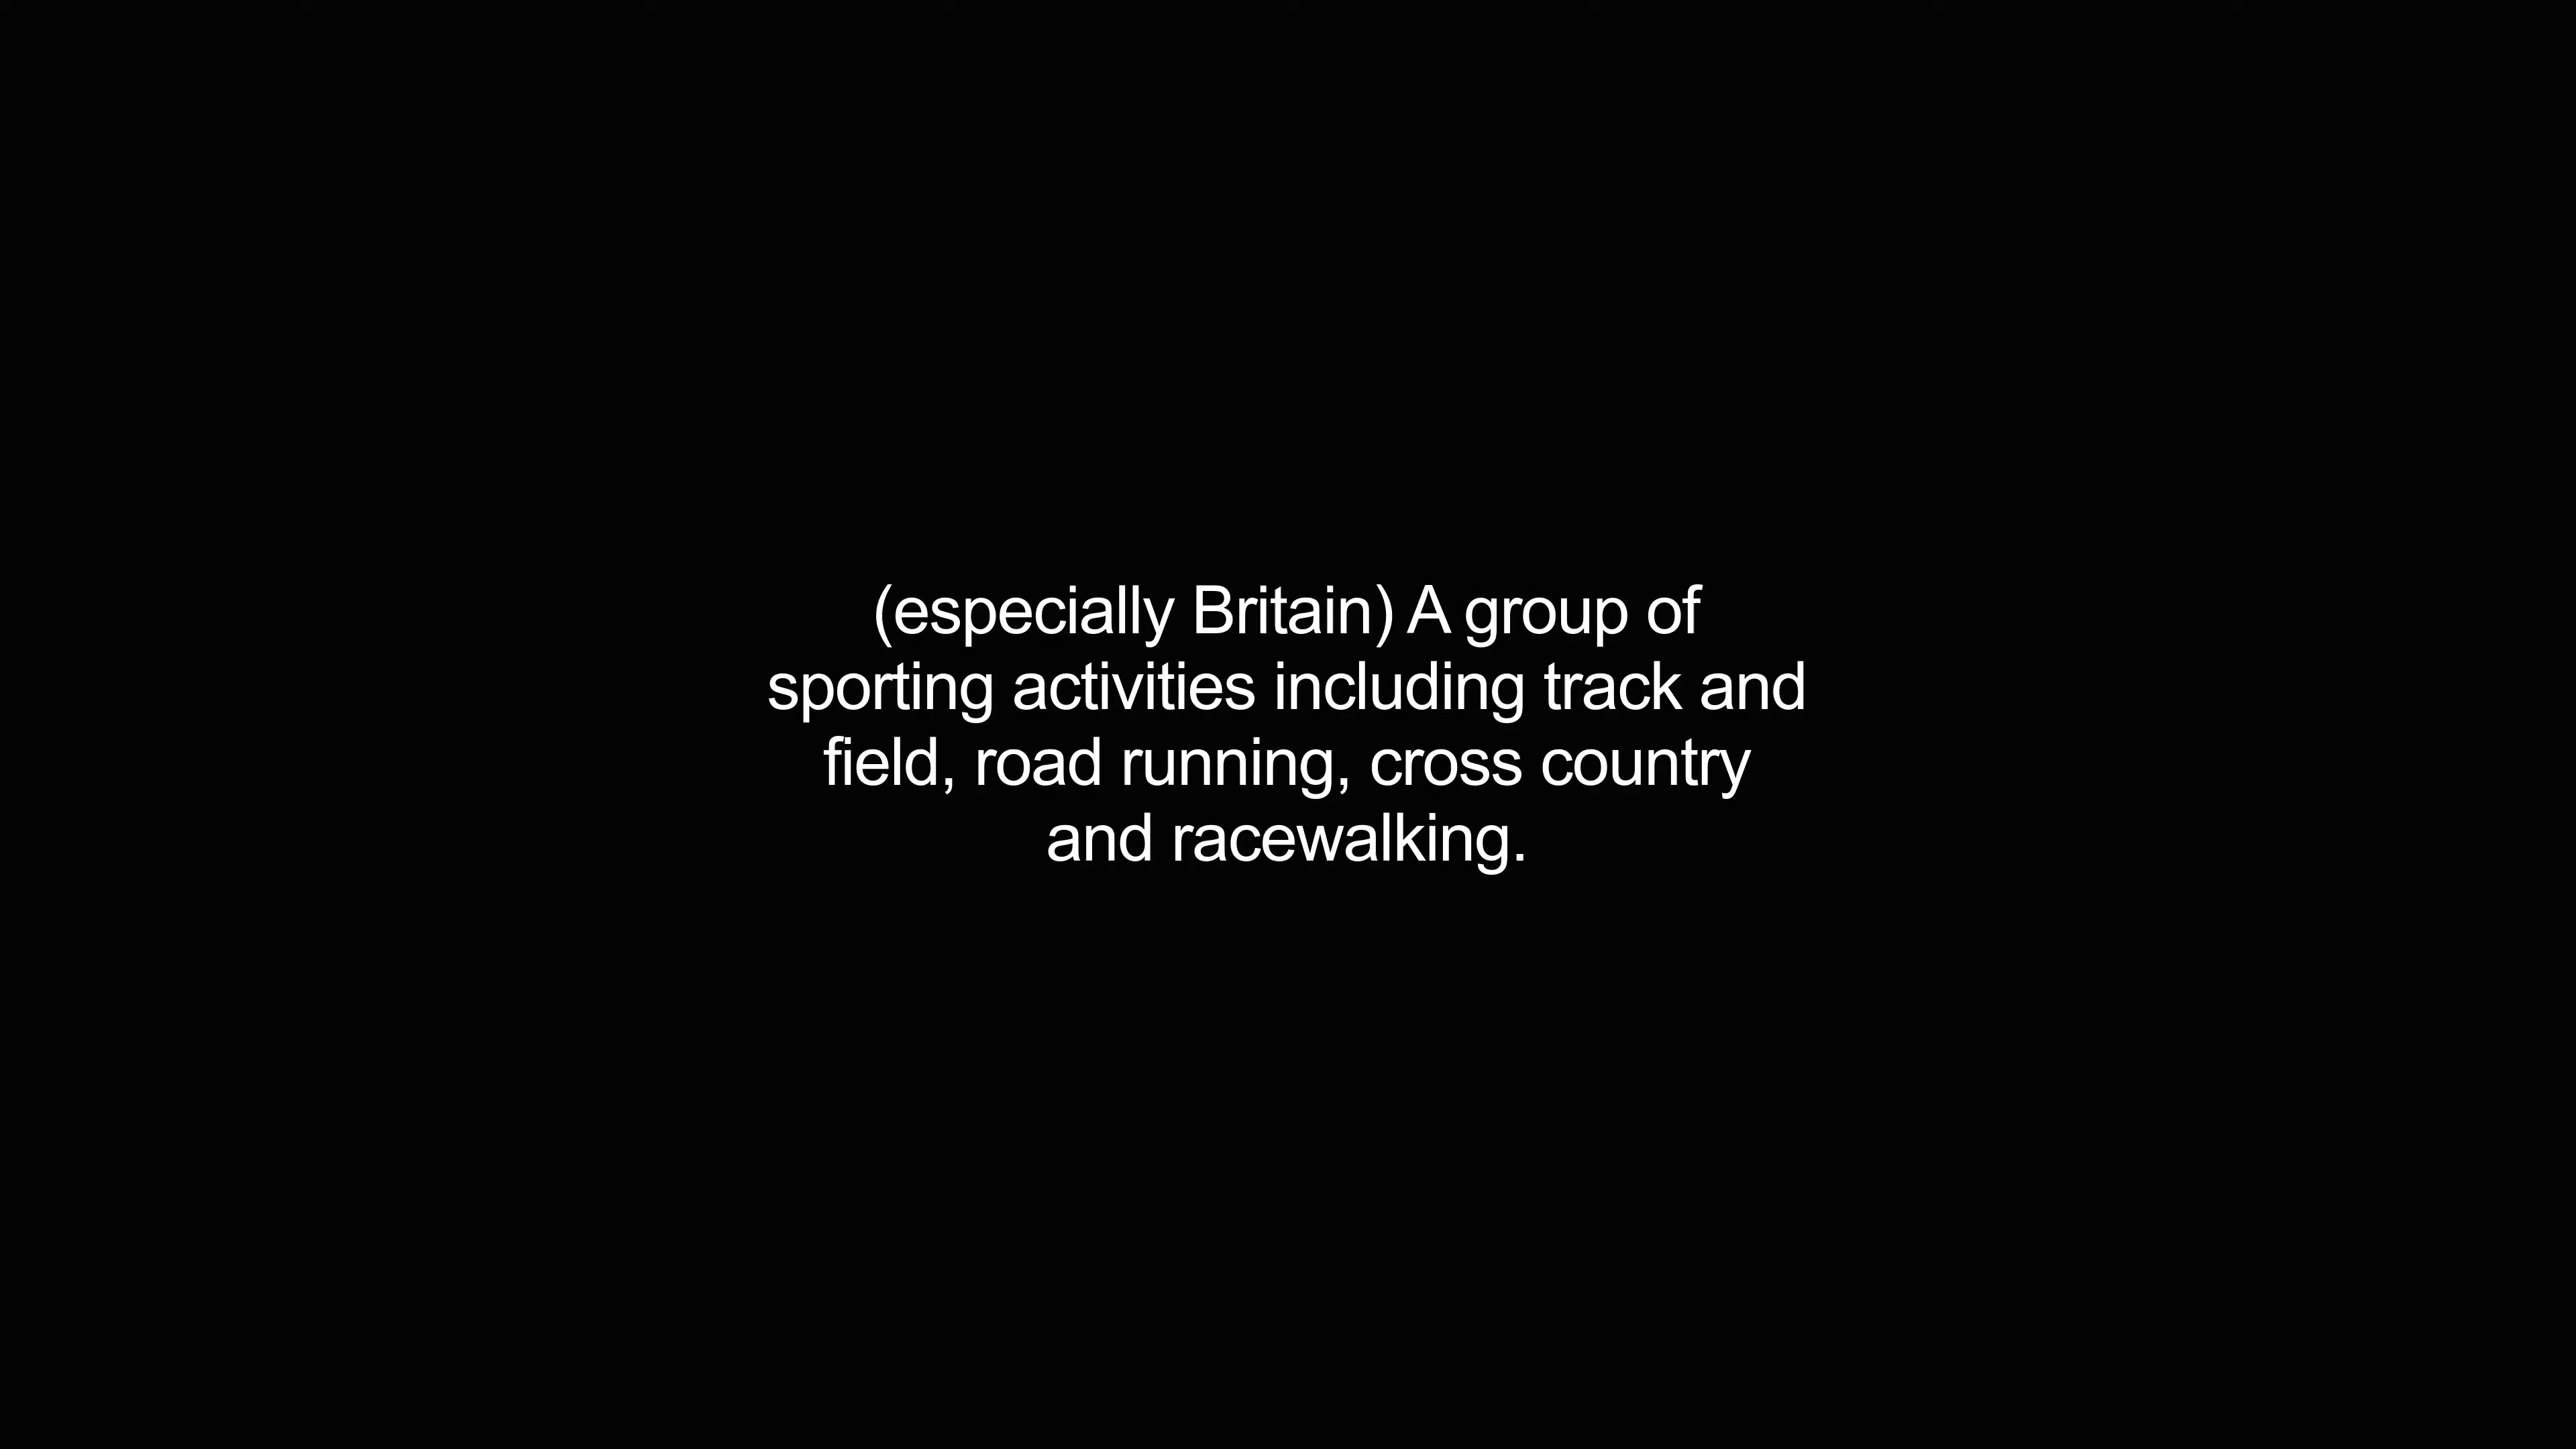 (especially Britain) A group of
sporting activities including track and
field, road running, cross country
and racewalking.